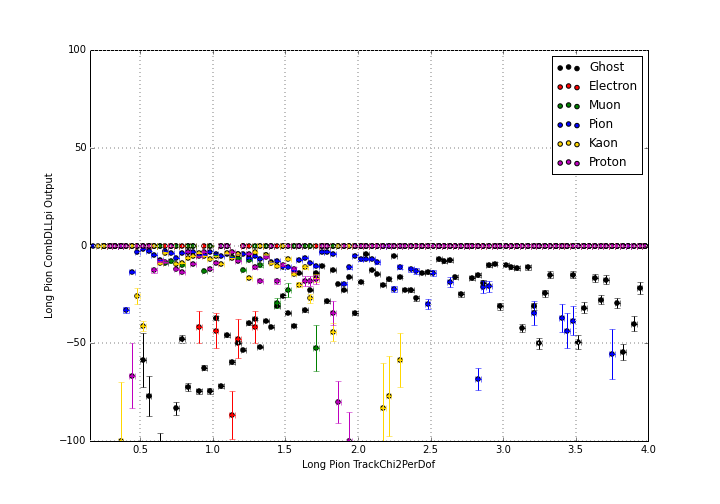 100
50
0
−50
−100
0.5 1.0 1.5 2.0 2.5 3.0 3.5 4.0
Long Pion TrackChi2PerDof
Long Pion CombDLLpi Output
Ghost
Electron
Muon
Pion
Kaon
Proton